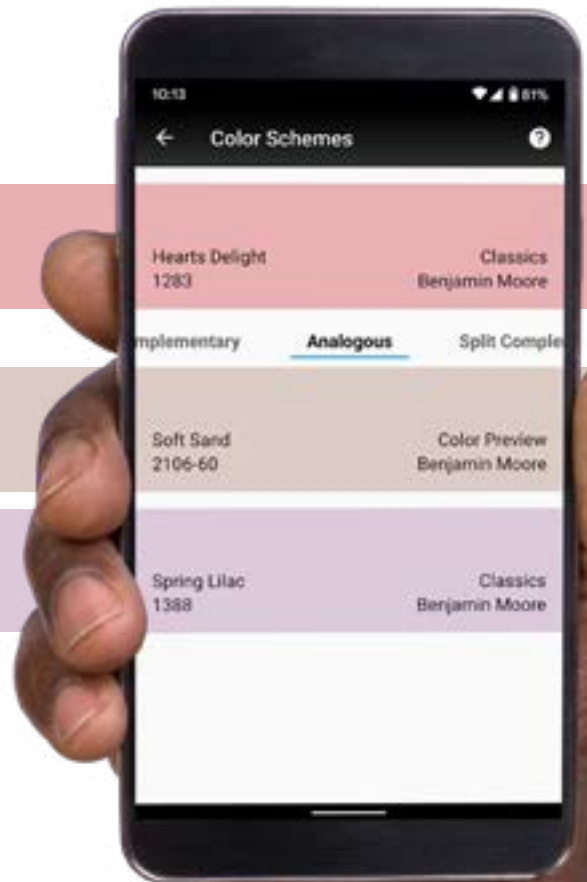 10:13 81%
Color Schemes ?
Hearts Delight Classics
1283 Benjamin Moore
mplementary Analogous Split Comple
Soft Sand Color Preview
2106-60 Benjamin Moore
Spring Lilac Classics
1388 Benjamin Moore